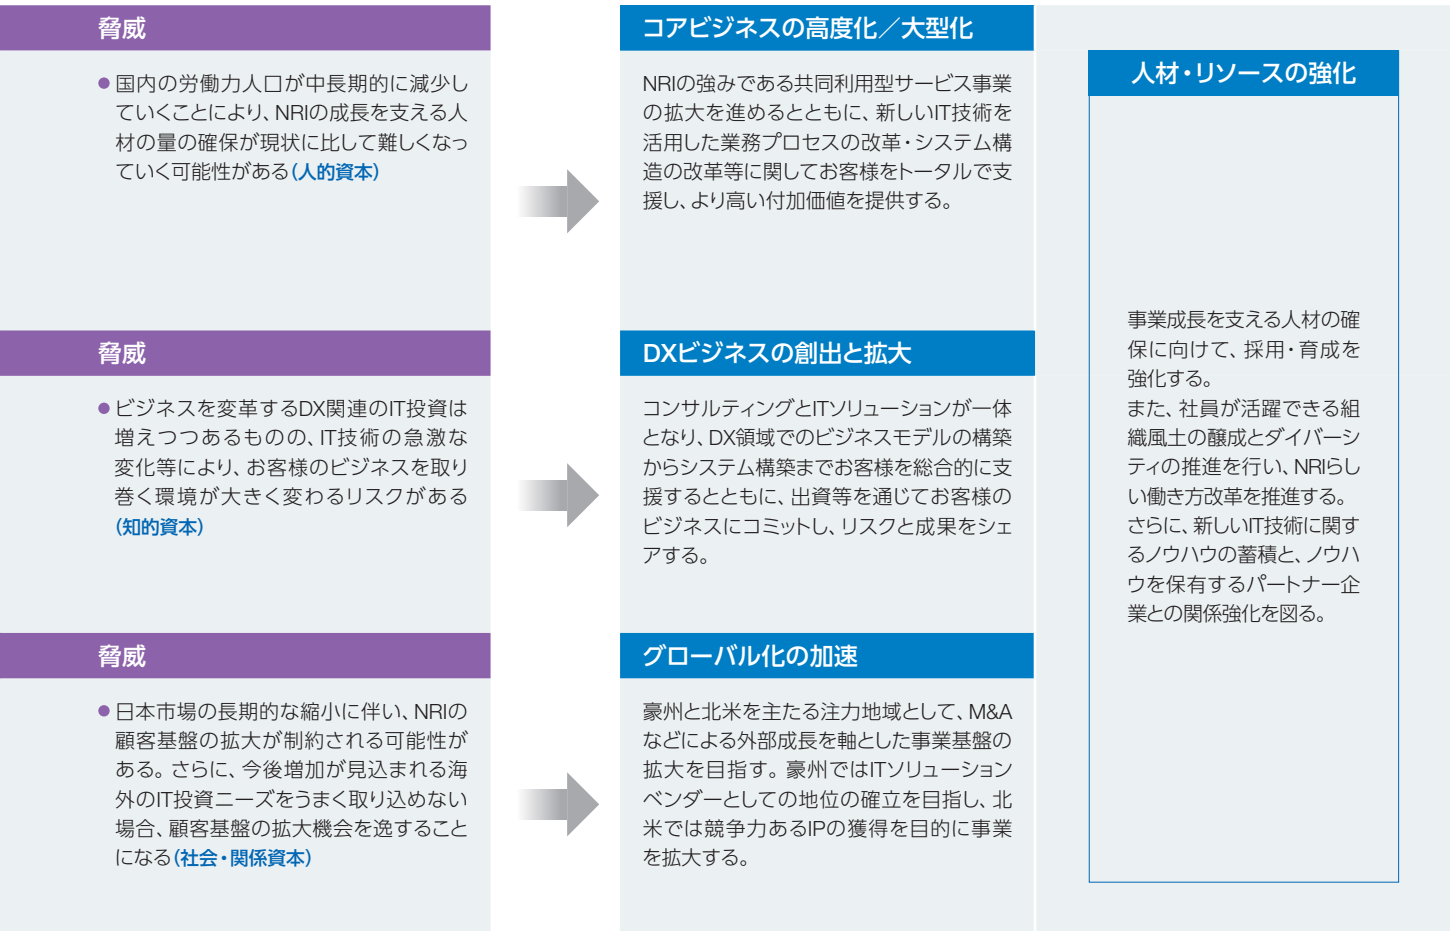 脅威
●国内の労働力人口が中長期的に減少し
ていくことにより、NRIの成長を支える人
材の量の確保が現状に比して難しくなっ
ていく可能性がある(人的資本)
コアビジネスの高度化／大型化
NRIの強みである共同利用型サービス事業
の拡大を進めるとともに、新しいIT技術を
活用した業務プロセスの改革・システム構
造の改革等に関してお客様をトータルで支
援し、より高い付加価値を提供する。
脅威
●ビジネスを変革するDX関連のIT投資は
増えつつあるものの、IT技術の急激な
変化等により、お客様のビジネスを取り
巻く環境が大きく変わるリスクがある
(知的資本)
DXビジネスの創出と拡大
コンサルティングとITソリューションが一体
となり、DX領域でのビジネスモデルの構築
からシステム構築までお客様を総合的に支
援するとともに、出資等を通じてお客様の
ビジネスにコミットし、リスクと成果をシェ
アする。
脅威
●日本市場の長期的な縮小に伴い、NRIの
顧客基盤の拡大が制約される可能性が
ある。さらに、今後増加が見込まれる海
外のIT投資ニーズをうまく取り込めない
場合、顧客基盤の拡大機会を逸すること
になる(社会・関係資本)
グローバル化の加速
豪州と北米を主たる注力地域として、M&A
などによる外部成長を軸とした事業基盤の
拡大を目指す。豪州ではITソリューション
ベンダーとしての地位の確立を目指し、北
米では競争力あるIPの獲得を目的に事業
を拡大する。
人材・リソースの強化
事業成長を支える人材の確
保に向けて、採用・育成を
強化する。
また、社員が活躍できる組
織風土の醸成とダイバーシ
ティの推進を行い、NRIらし
い働き方改革を推進する。
さらに、新しいIT技術に関す
るノウハウの蓄積と、ノウハ
ウを保有するパートナー企
業との関係強化を図る。